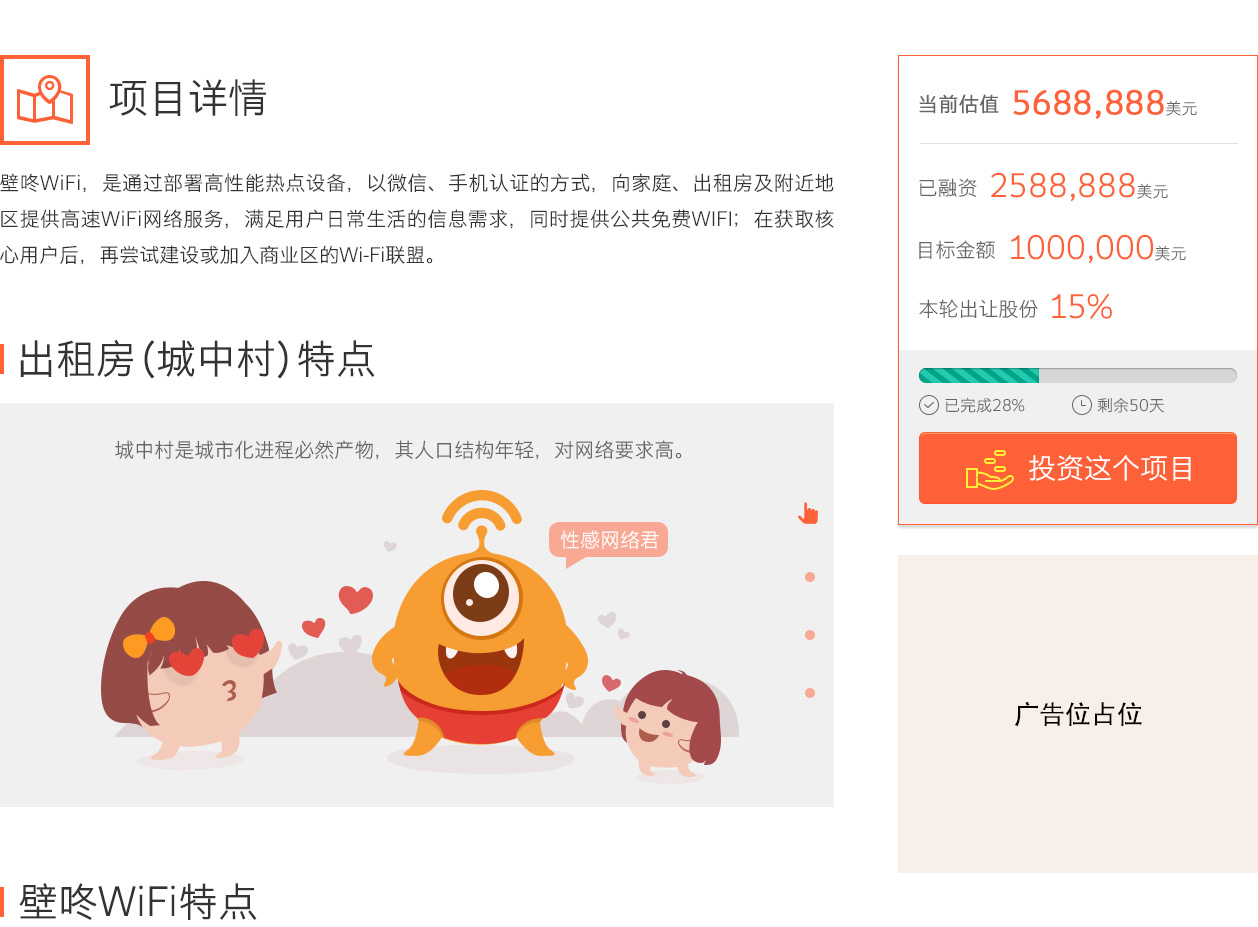 项目详情
壁咚WiFi，是通过部署高性能热点设备，以微信、手机认证的方式，向家庭、出租房及附近地
区提供高速WiFi网络服务，满足用户日常生活的信息需求，同时提供公共免费WIFI；在获取核
心用户后，再尝试建设或加入商业区的Wi-Fi联盟。
出租房(城中村)特点
城中村是城市化进程必然产物，其人口结构年轻，对网络要求高。
性感网络君
壁咚WiFi特点
当前估值 5688,888美元
已融资 2588,888美元
目标金额 1000,000美元
本轮出让股份 15%
已完成28% 剩余50天
投资这个项目
广告位占位